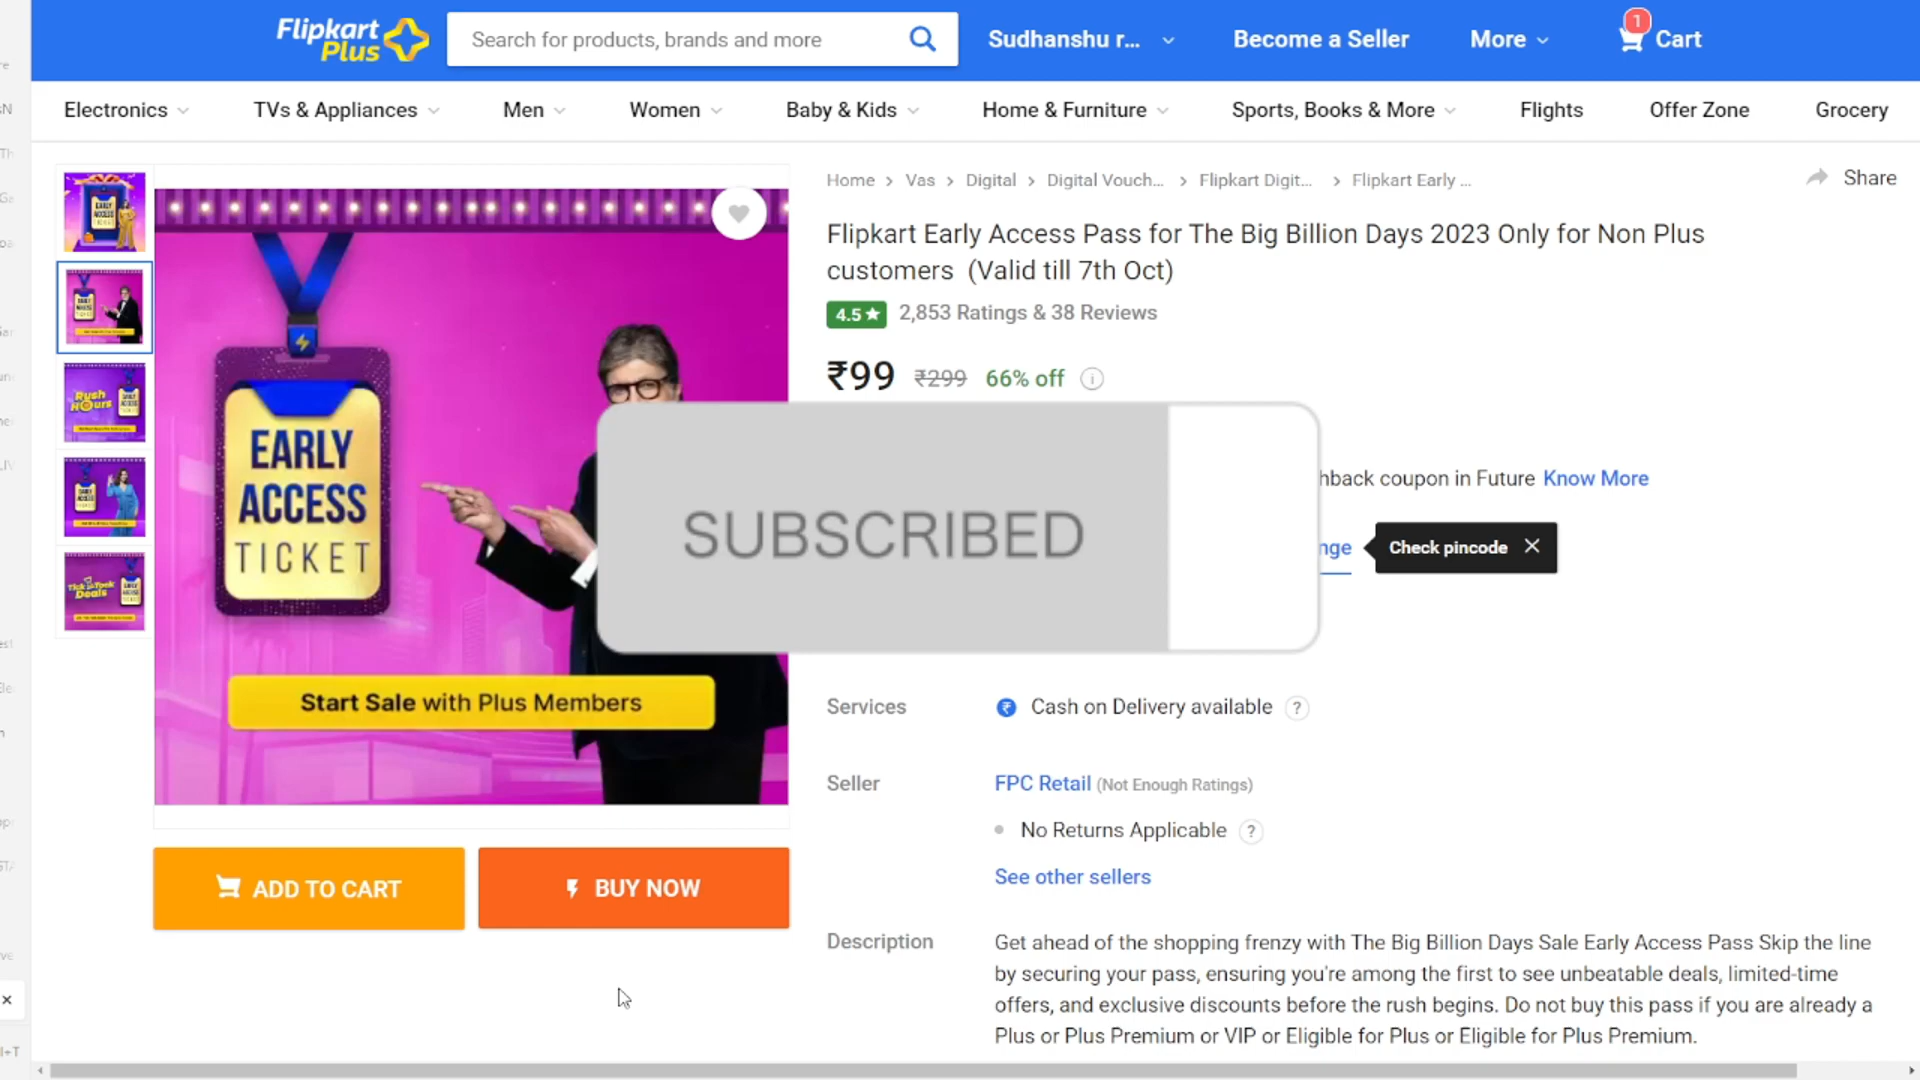 Flipkart
Plus
Search for products, brands and more
Sudhanshu r...
Become a Seller
More
1
Cart
Electronics
TVs & Appliances
Men
Women
Baby & Kids
Home & Furniture
Sports, Books & More
Flights
Offer Zone
Grocery
Home
Vas
Digital
Digital Vouch...
Flipkart Digit...
Flipkart Early ...
Share
Flipkart Early Access Pass for The Big Billion Days 2023 Only for Non Plus
customers (Valid till 7th Oct)
4.5★
2,853 Ratings & 38 Reviews
₹99
₹299
66% off
hback coupon in Future Know More
nge
Check pincode
SUBSCRIBED
EARLY
ACCESS
TICKET
Start Sale with Plus Members
Rush
Hours
EARLY
ACCESS
TICKET
Deals
ADD TO CART
BUY NOW
Services
₹
Cash on Delivery available
?
Seller
FPC Retail (Not Enough Ratings)
No Returns Applicable
?
See other sellers
Description
Get ahead of the shopping frenzy with The Big Billion Days Sale Early Access Pass Skip the line
by securing your pass, ensuring you're among the first to see unbeatable deals, limited-time
offers, and exclusive discounts before the rush begins. Do not buy this pass if you are already a
Plus or Plus Premium or VIP or Eligible for Plus or Eligible for Plus Premium.